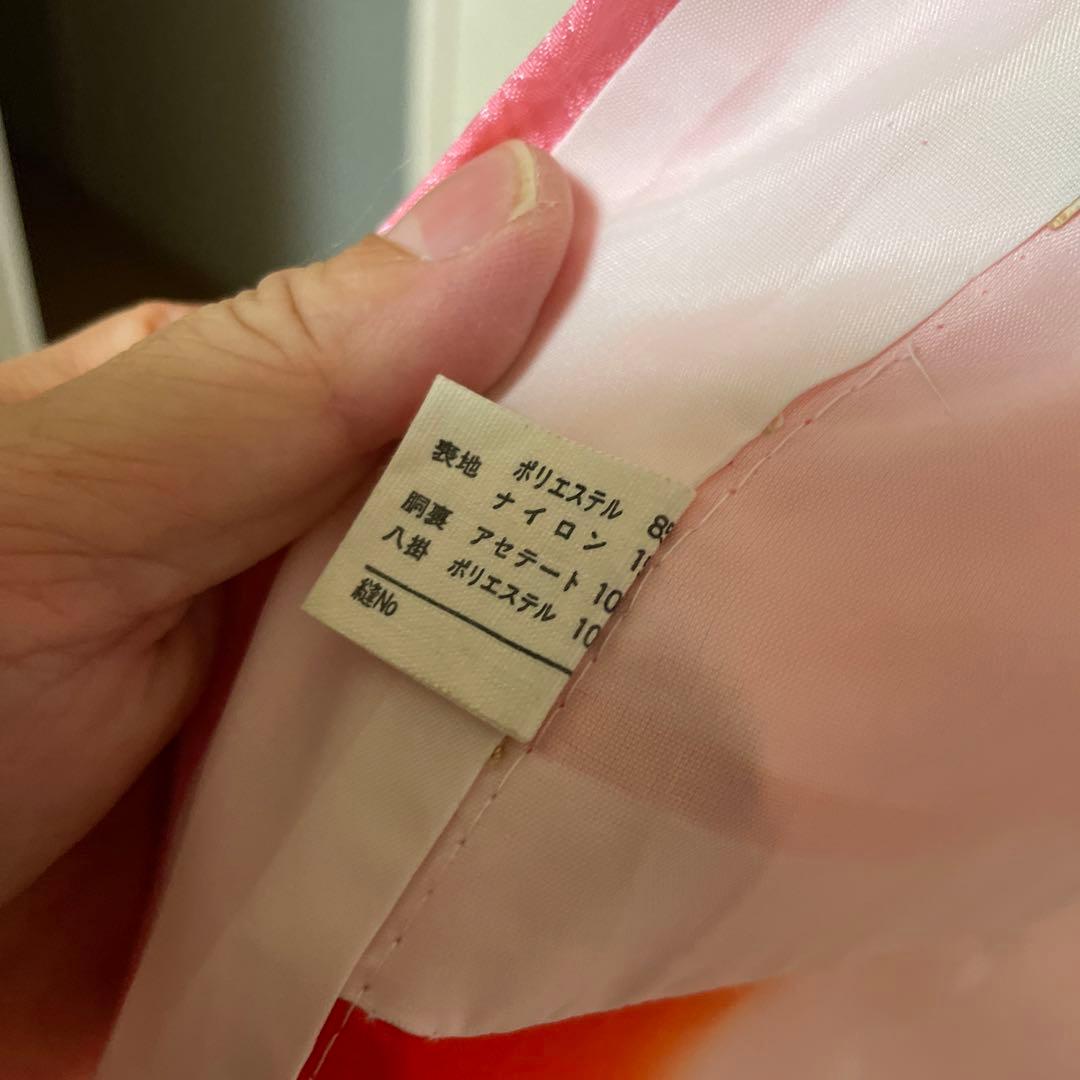 表地 ポリエステル 85
ナイロン 1
胴裏 アセテート 10
八掛 ポリエステル 10
縫No